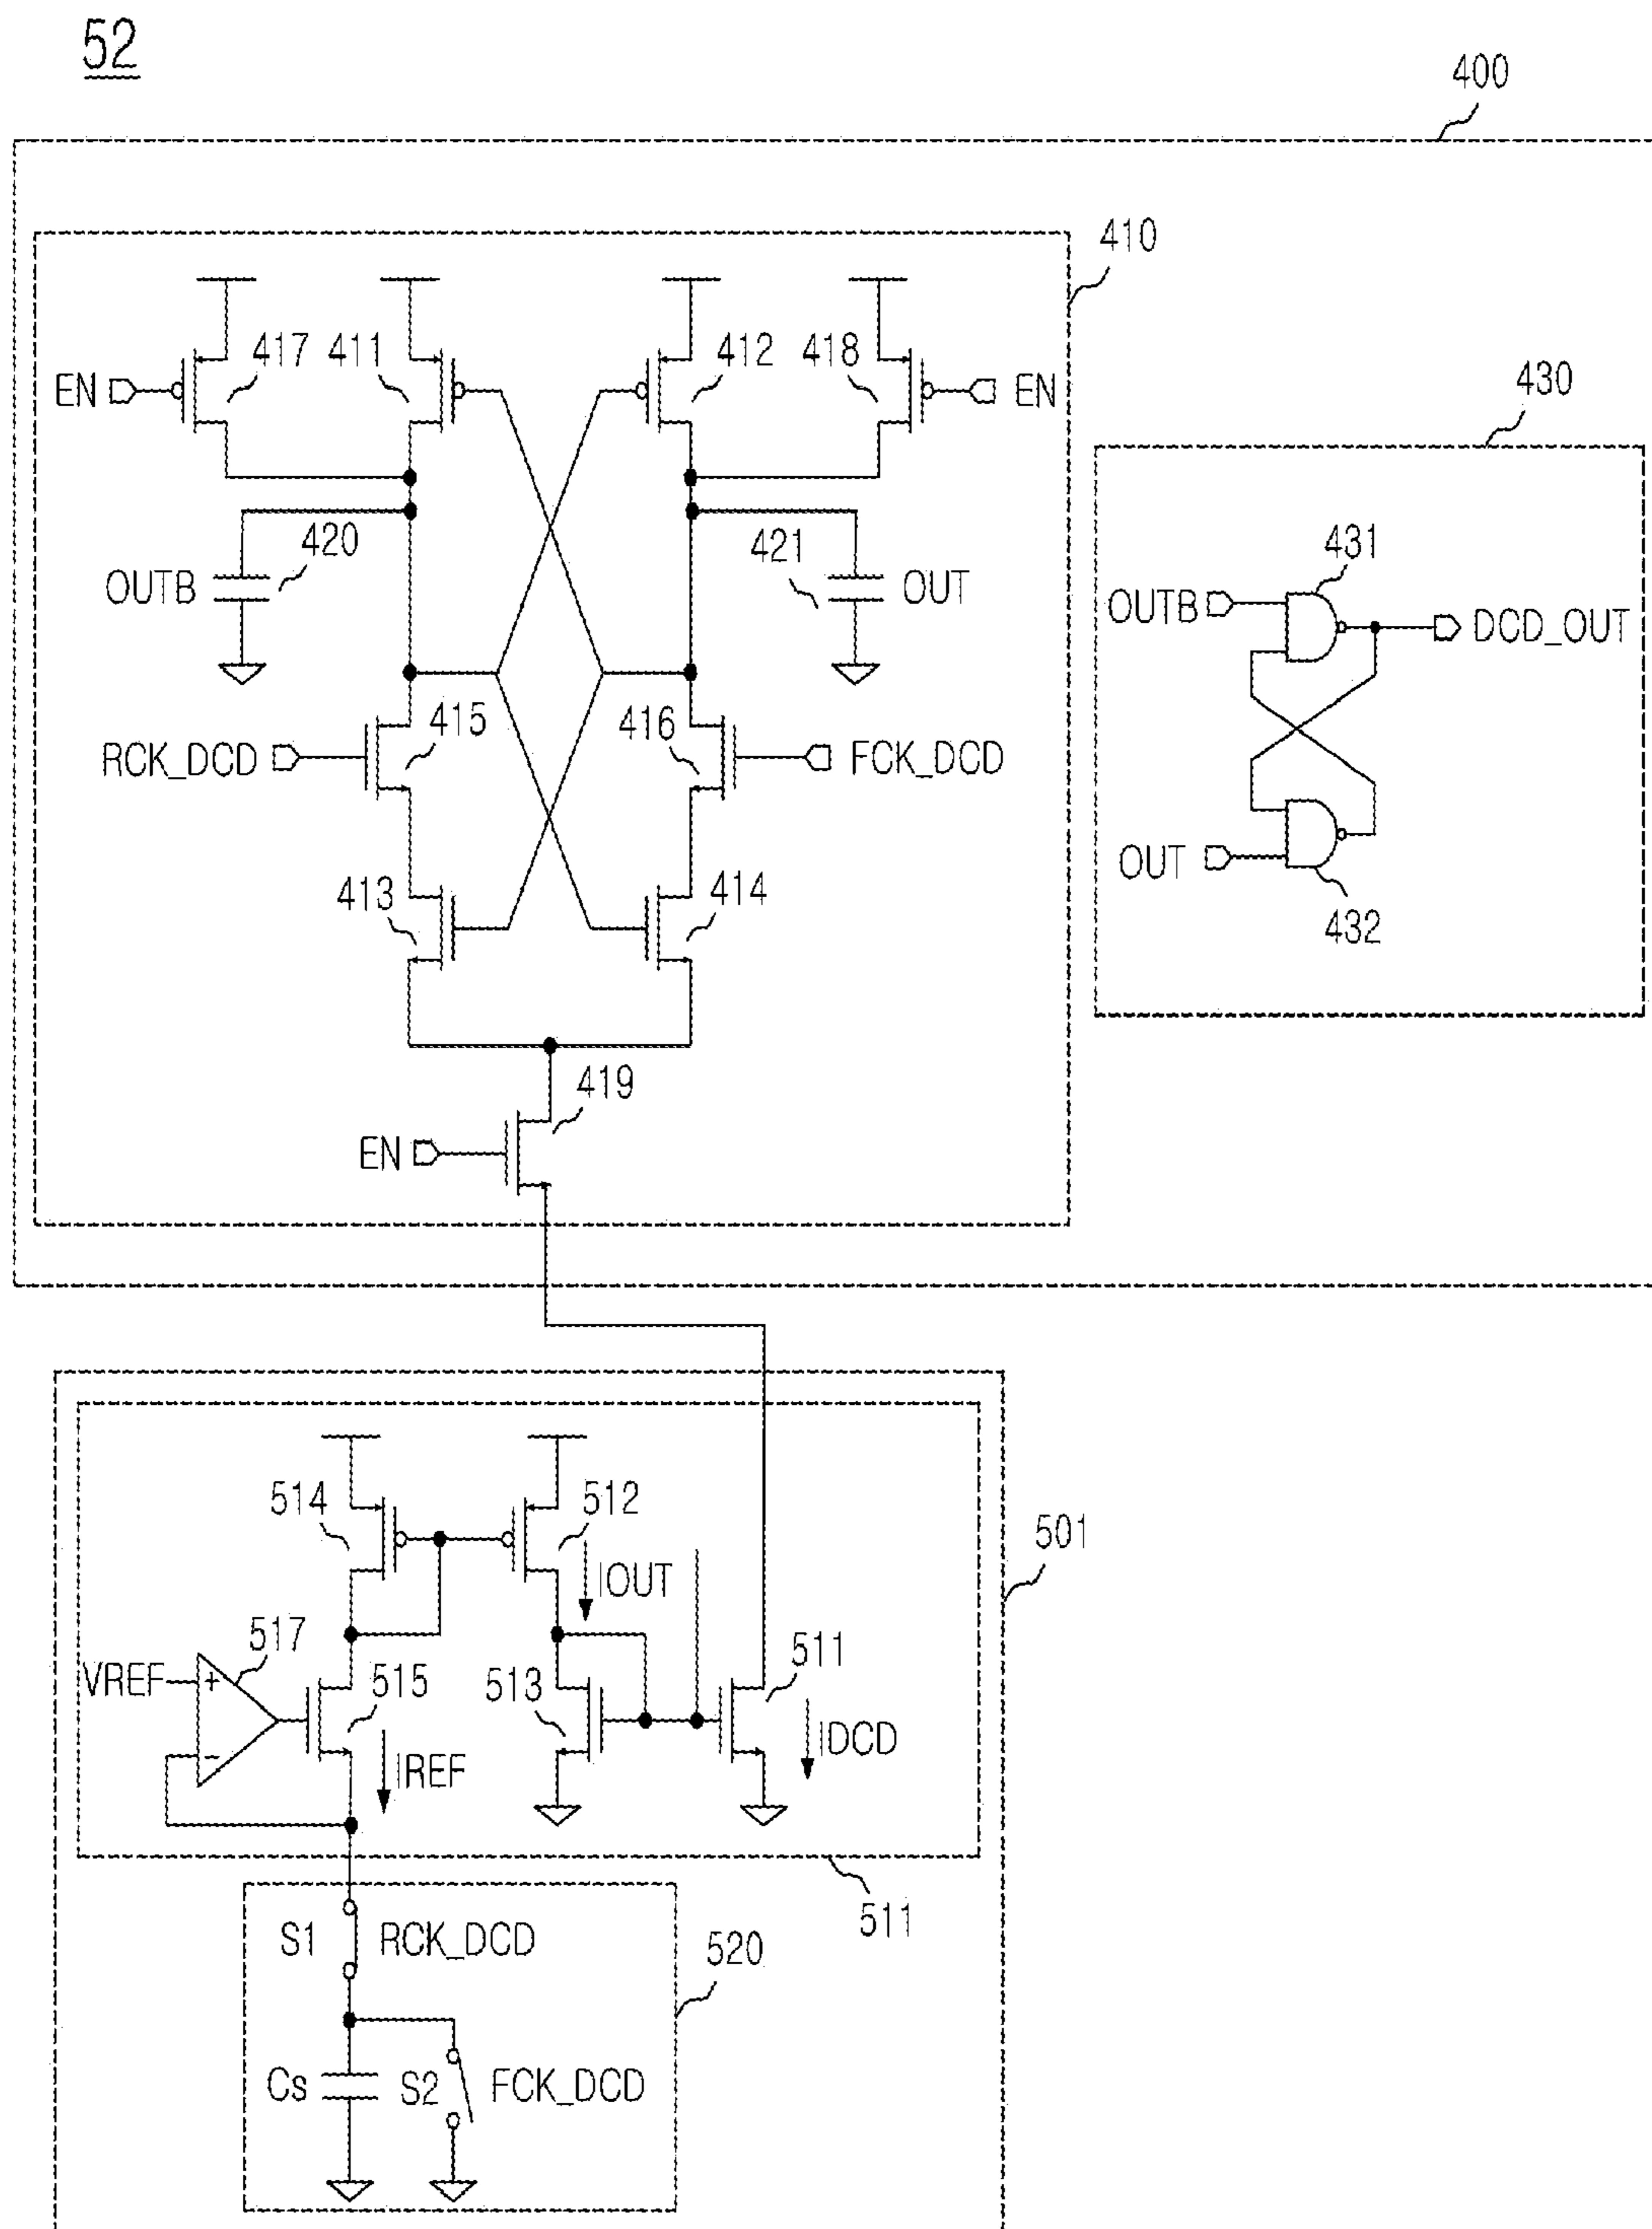 52
400
410
417
411
412
418
EN
EN
430
420
421
OUTB
OUT
431
OUTB
DCD_OUT
415
416
RCK_DCD
FCK_DCD
413
414
OUT
432
419
EN
514
512
501
IOUT
517
VREF
+
-
515
513
511
IREF
IDCD
511
S1
RCK_DCD
520
Cs
S2
FCK_DCD